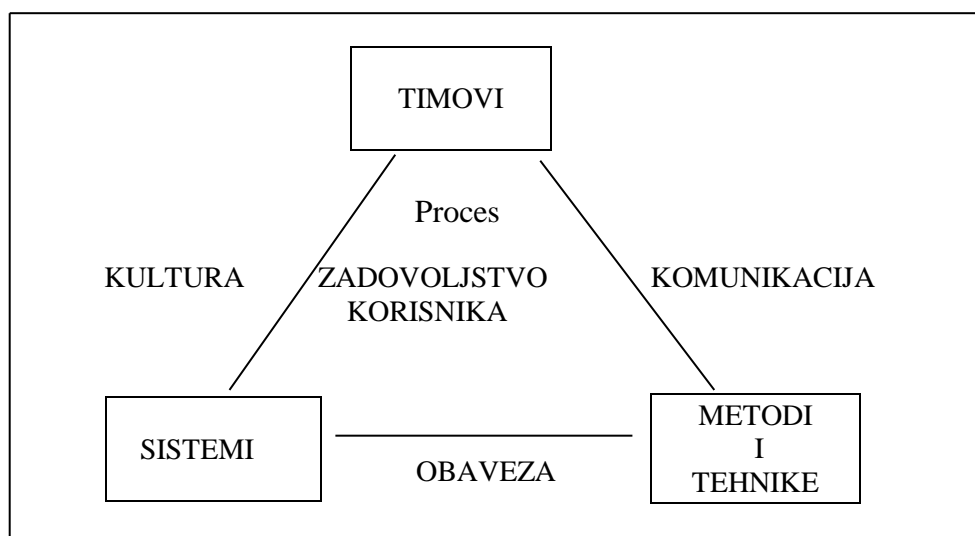 TIMOVI
Proces
KULTURA
ZADOVOLJSTVO
KORISNIKA
KOMUNIKACIJA
SISTEMI
OBAVEZA
METODI
I
TEHNIKE